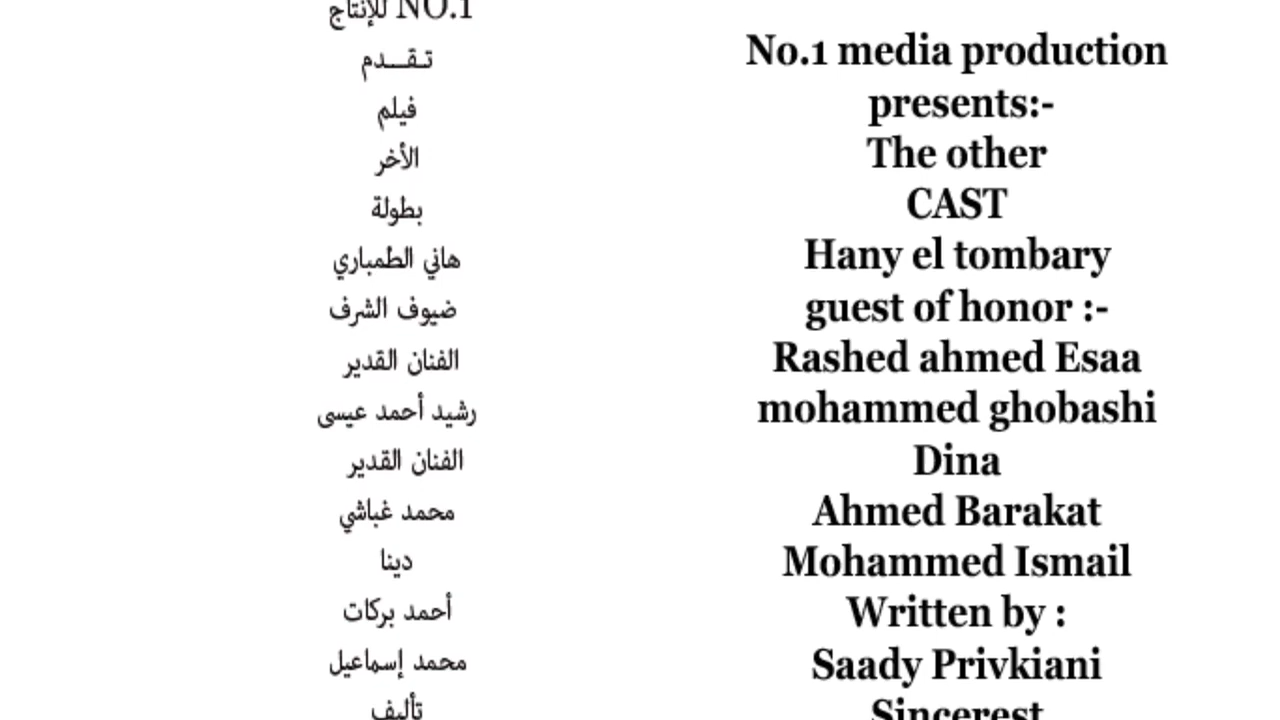 NO.1 للإنتاج
تـقـــدم
فيلم
الأخر
بطولة
هاني الطمباري
ضيوف الشرف
الفنان القدير
رشيد أحمد عيسى
الفنان القدير
محمد غباشي
دينا
أحمد بركات
محمد إسماعيل
تأليف
No.1 media production
presents:-
The other
CAST
Hany el tombary
guest of honor :-
Rashed ahmed Esaa
mohammed ghobashi
Dina
Ahmed Barakat
Mohammed Ismail
Written by :
Saady Privkiani
Sincerest